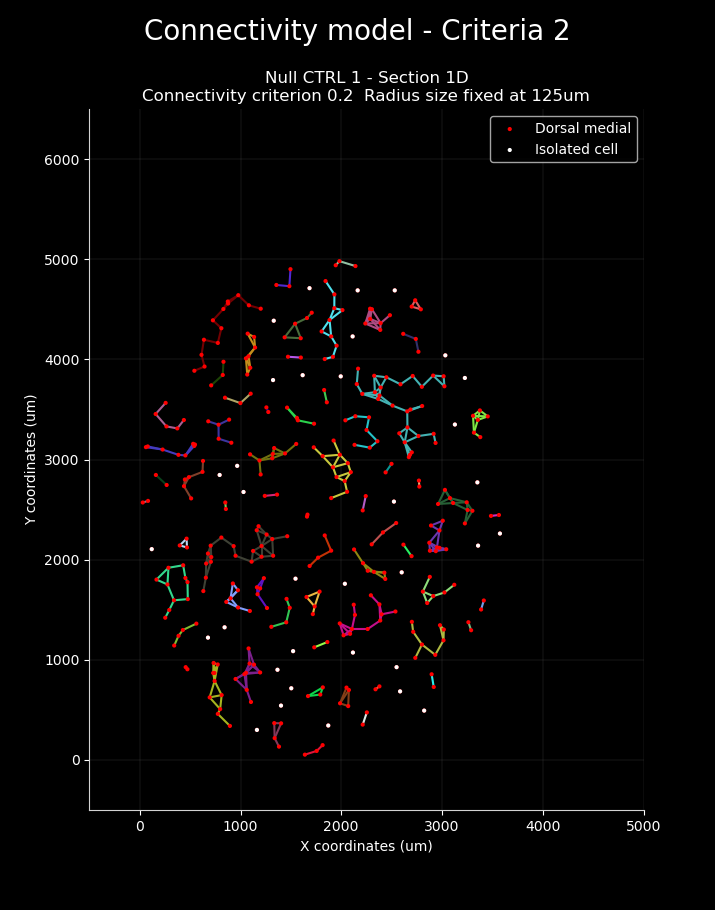 Connectivity model - Criteria 2
Null CTRL 1 - Section 1D
Connectivity criterion 0.2  Radius size fixed at 125um
Dorsal medial
Isolated cell
6000
5000
4000
3000
2000
1000
0
Y coordinates (um)
0 1000 2000 3000 4000 5000
X coordinates (um)